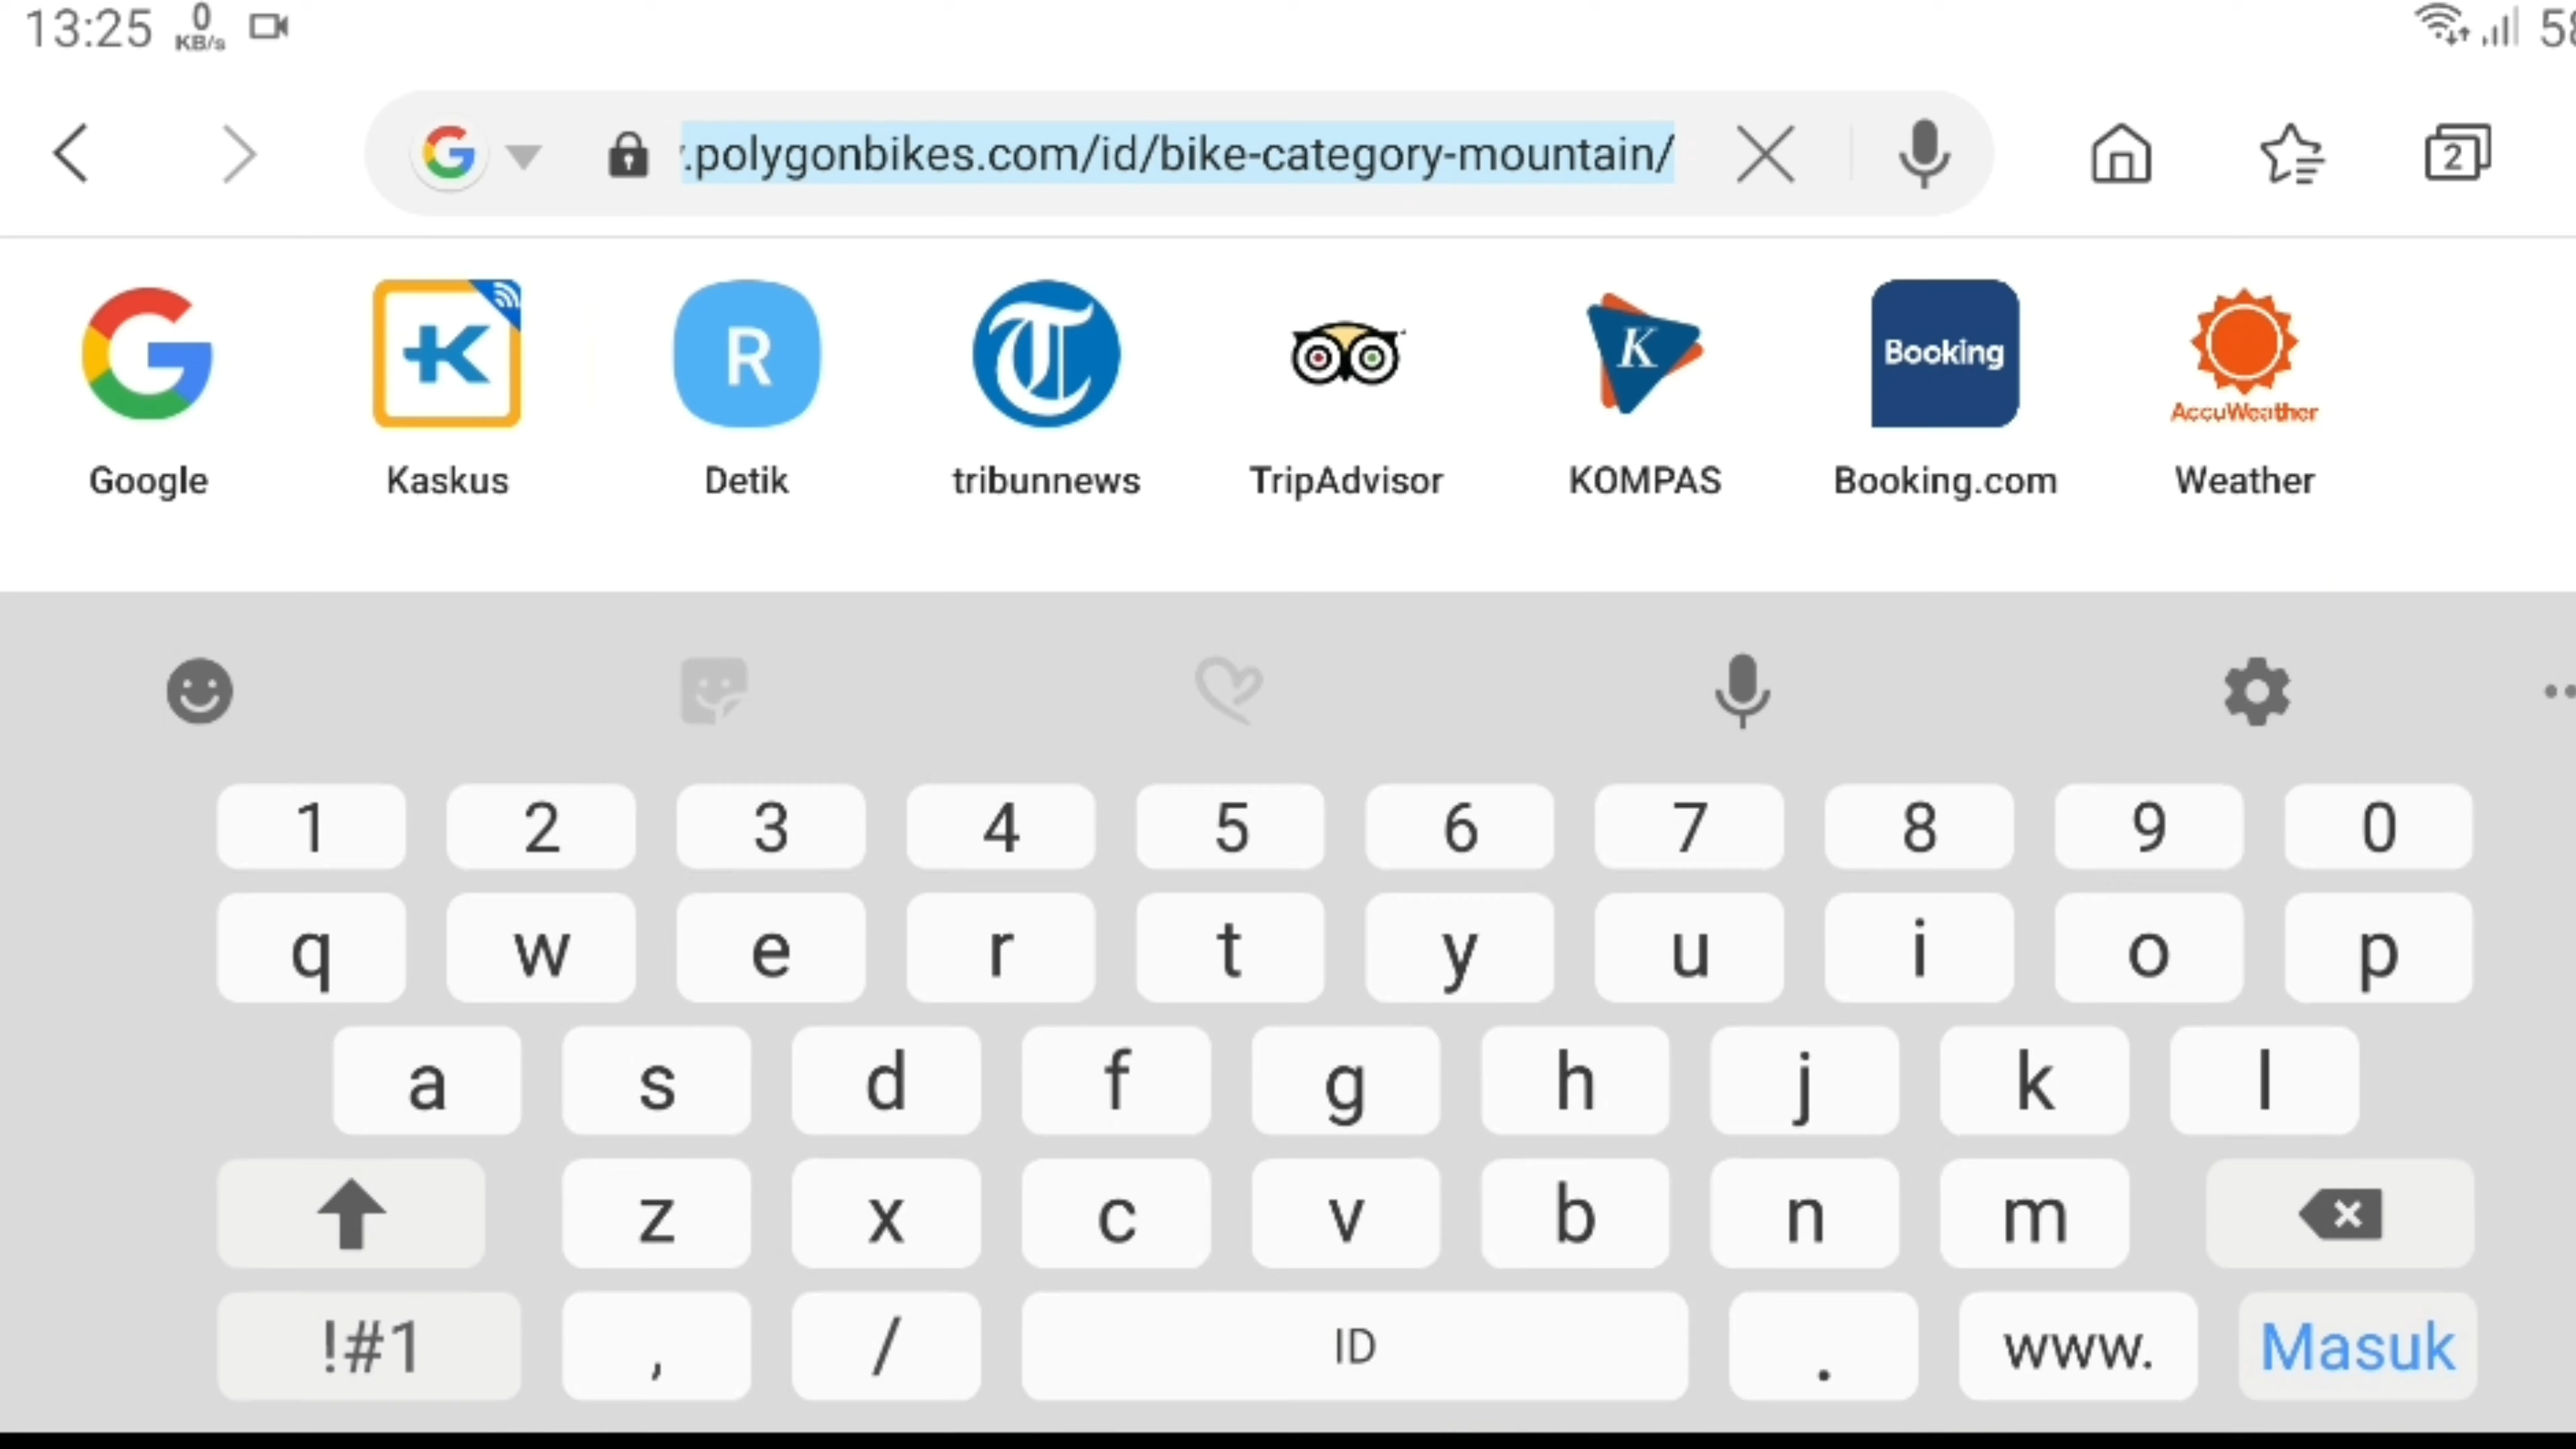 13:25 0 KB/s
.polygonbikes.com/id/bike-category-mountain/ 2
K R T K Booking AccuWeather
Google Kaskus Detik tribunnews TripAdvisor KOMPAS Booking.com Weather
1 2 3 4 5 6 7 8 9 0
q w e r t y u i o p
a s d f g h j k l
z x c v b n m
!#1 , / ID . www. Masuk